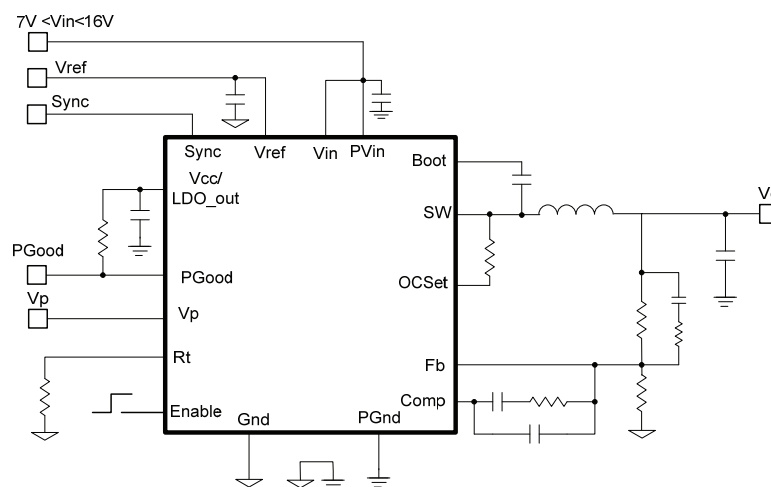 7V <Vin<16V
Vref
Sync
Sync
Vref
Vin
PVin
Boot
Vcc/
LDO_out
SW
PGood
PGood
OCSet
Vp
Vp
Rt
Fb
Enable
Comp
Gnd
PGnd